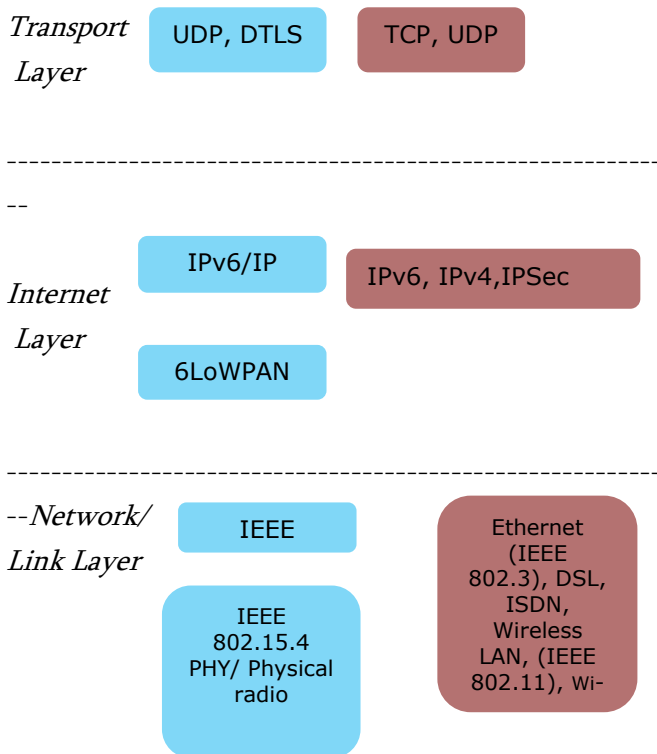 Transport
Layer
UDP, DTLS
TCP, UDP
--------------------------------------------------------
--
Internet
Layer
IPv6/IP
IPv6, IPv4,IPSec
6LoWPAN
--------------------------------------------------------
--Network/
Link Layer
IEEE
IEEE
802.15.4
PHY/ Physical
radio
Ethernet
(IEEE
802.3), DSL,
ISDN,
Wireless
LAN, (IEEE
802.11), Wi-